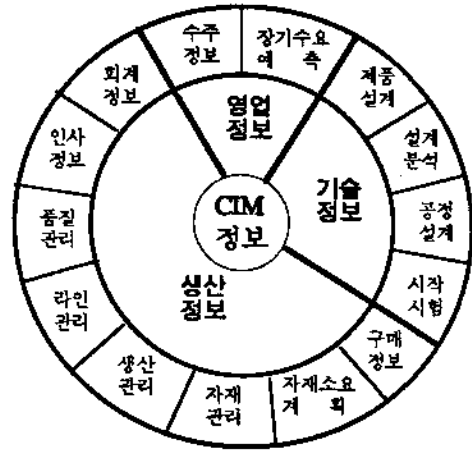 수주
정보
장기수요
예 측
제품
설계
설계
분석
공정
설계
시작
시험
구매
정보
자재소요
계 획
자재
관리
생산
관리
라인
관리
품질
관리
인사
정보
회계
정보
영업
정보
기술
정보
생산
정보
CIM
정보